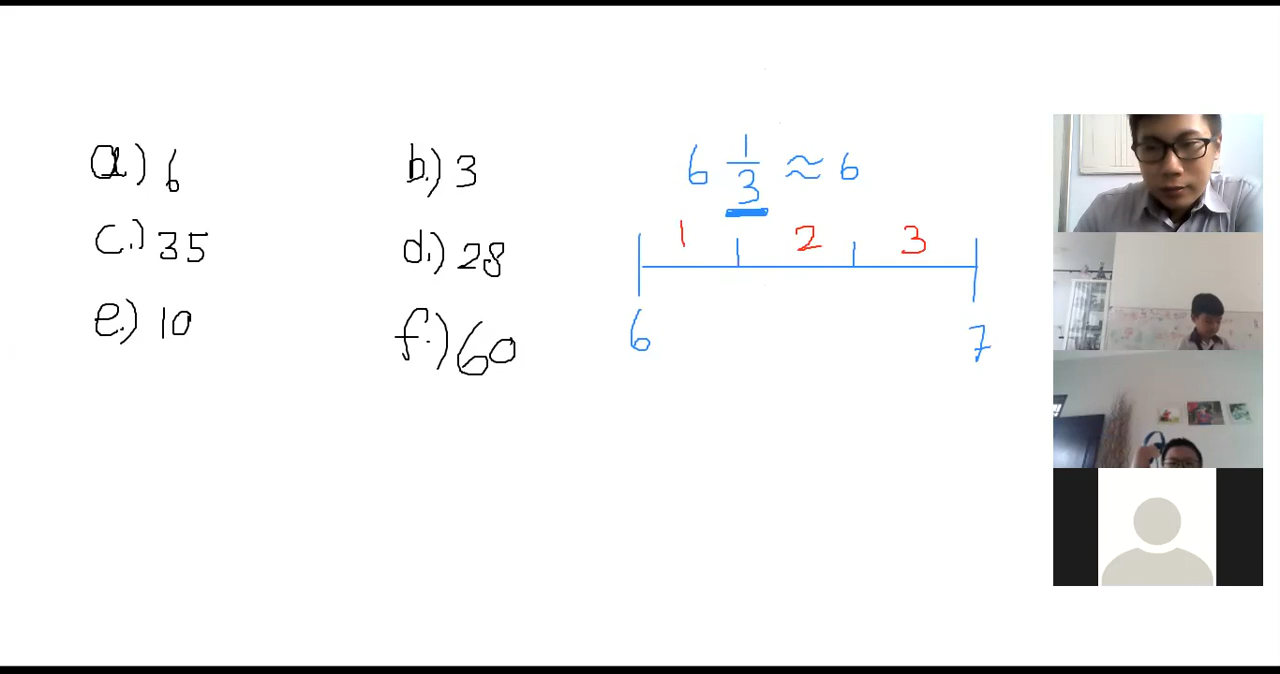 a.) 6
b.) 3
c.) 35
d.) 28
e.) 10
f.) 60
6 1/3 ≈ 6
1 2 3
6 7